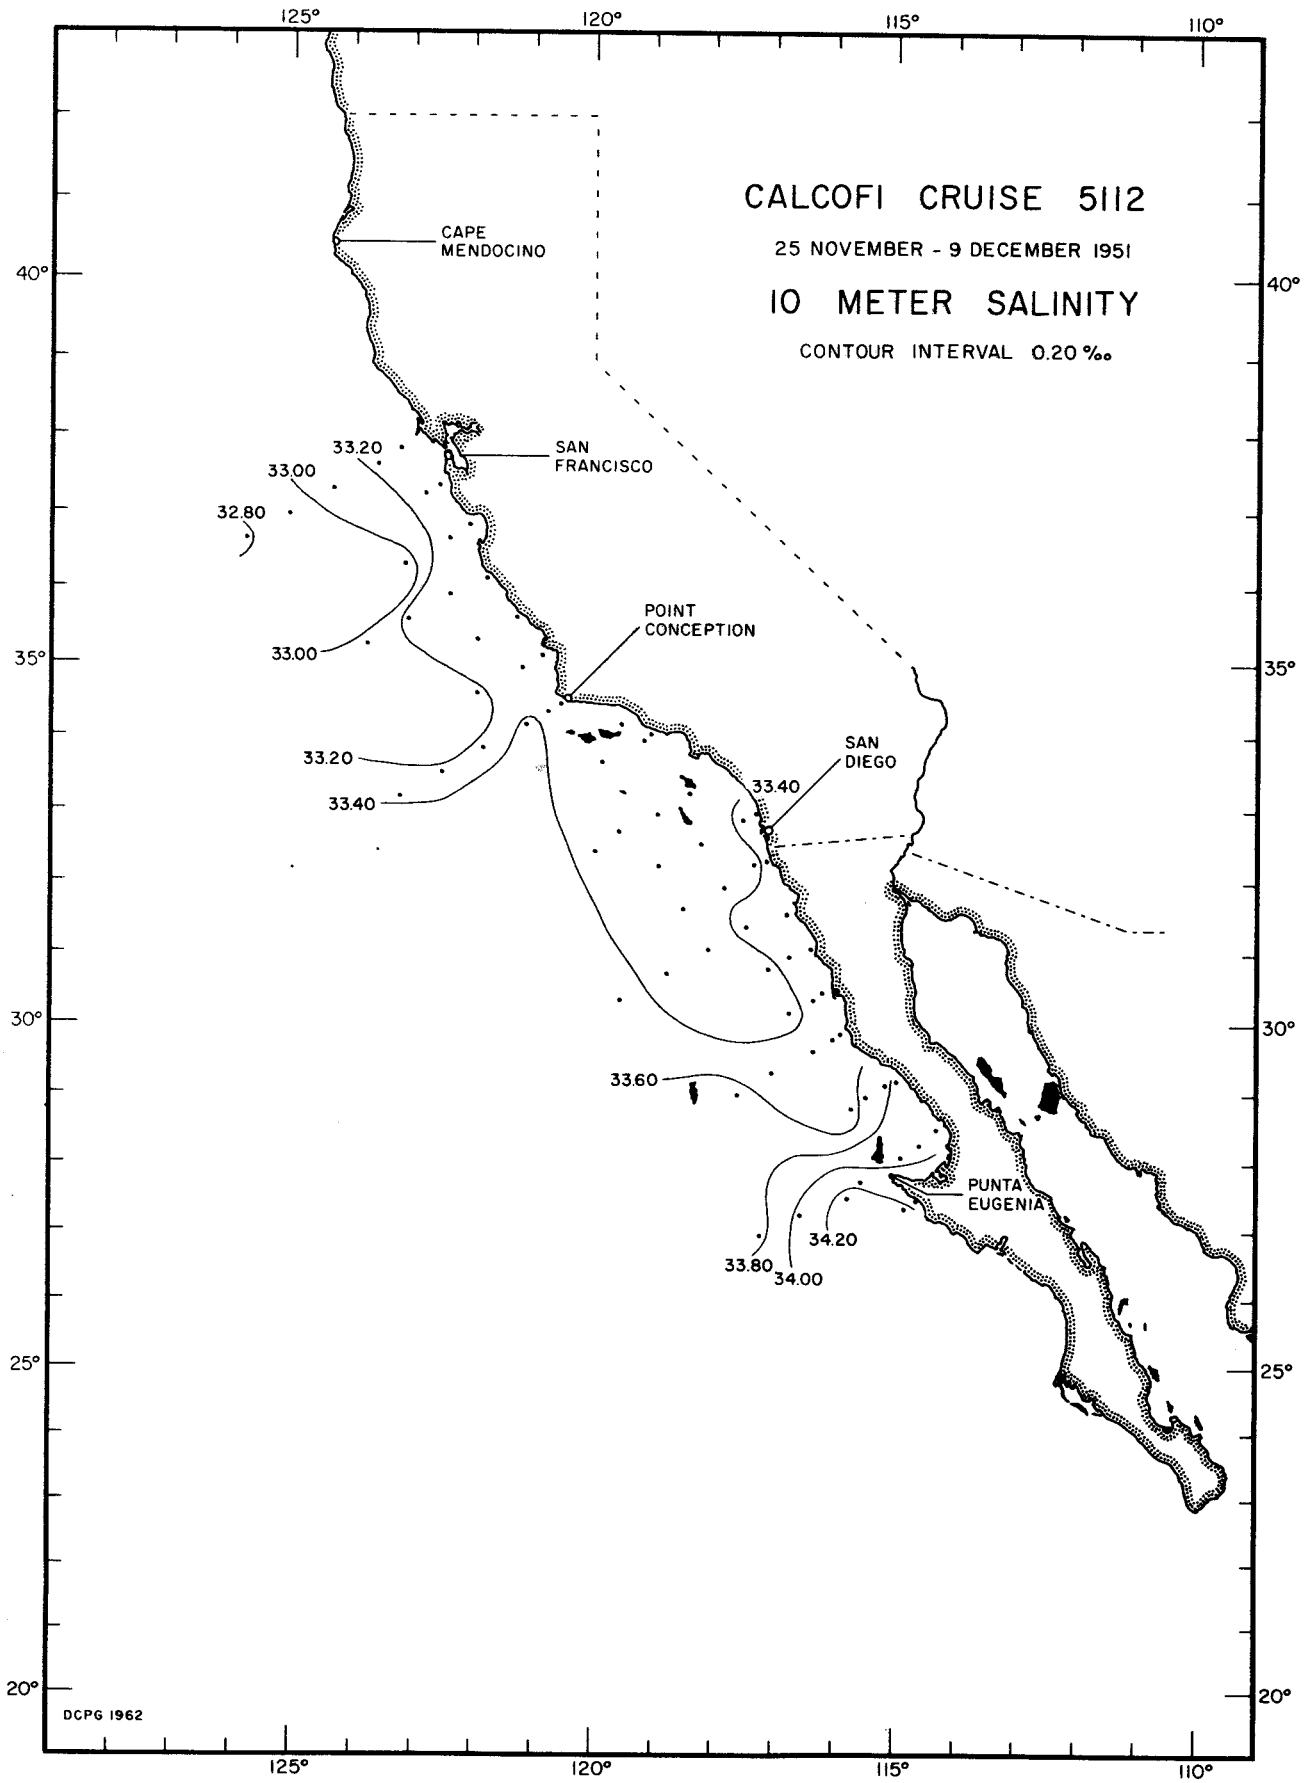 125°
120°
115°
110°
CALCOFI CRUISE 5112
25 NOVEMBER - 9 DECEMBER 1951
10 METER SALINITY
CONTOUR INTERVAL 0.20 ‰
CAPE
MENDOCINO
40°
40°
33.20
SAN
FRANCISCO
33.00
32.80
POINT
CONCEPTION
33.00
35°
35°
SAN
DIEGO
33.20
33.40
33.40
30°
30°
33.60
PUNTA
EUGENIA
34.20
33.80
34.00
25°
25°
20°
20°
DCPG 1962
125°
120°
115°
110°